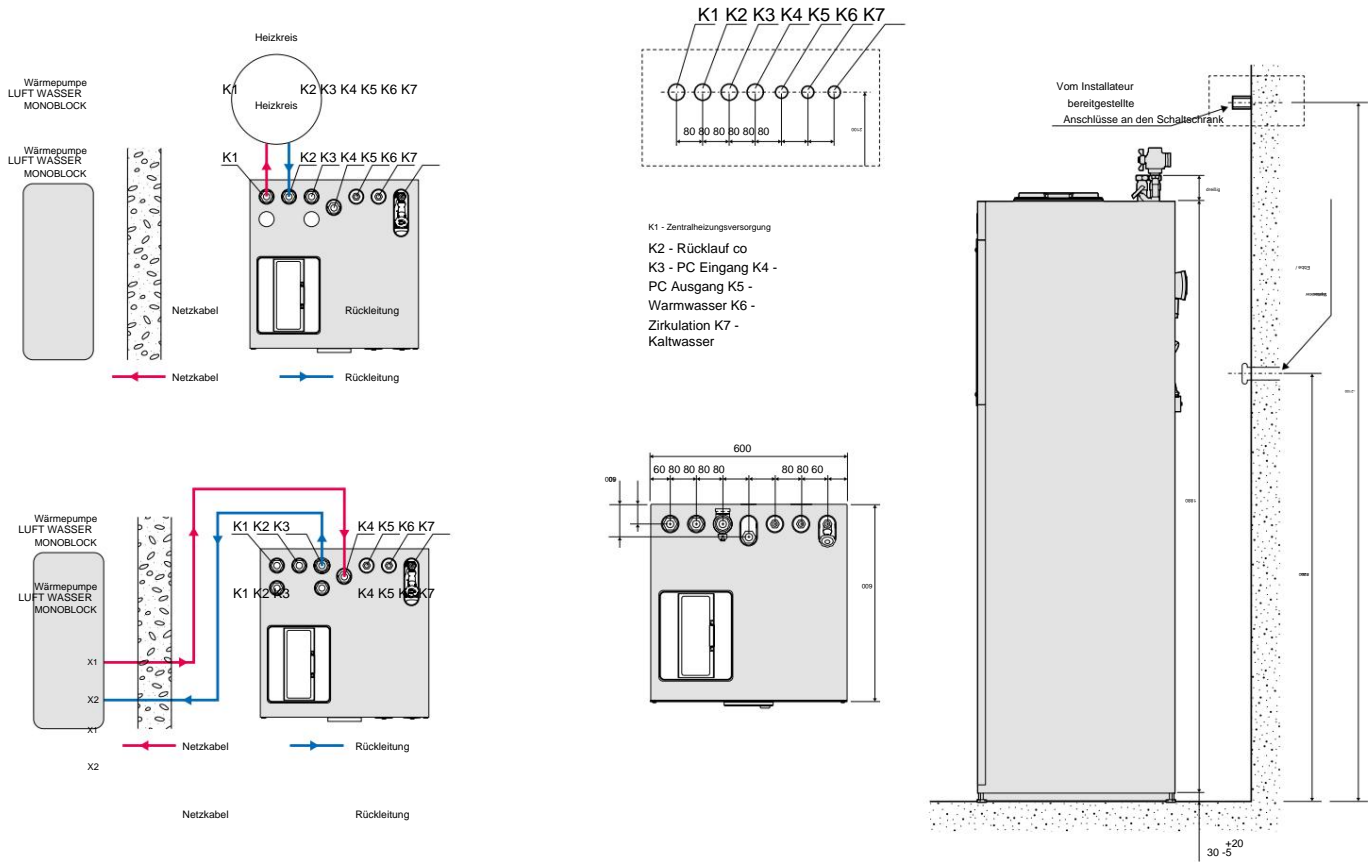 Heizkreis
Wärmepumpe
LUFT WASSER
MONOBLOCK
K1 K2 K3 K4 K5 K6 K7
Heizkreis
Wärmepumpe
LUFT WASSER
MONOBLOCK
K1 K2 K3 K4 K5 K6 K7
Netzkabel Rückleitung
Netzkabel Rückleitung
Wärmepumpe
LUFT WASSER
MONOBLOCK
K1 K2 K3 K4 K5 K6 K7
Wärmepumpe
LUFT WASSER
MONOBLOCK
K1 K2 K3 K4 K5 K6 K7
X1
X2
X1
Netzkabel Rückleitung
X2
Netzkabel Rückleitung
K1 K2 K3 K4 K5 K6 K7
80 80 80 80 80
2100
K1 - Zentralheizungsversorgung
K2 - Rücklauf co
K3 - PC Eingang K4 -
PC Ausgang K5 -
Warmwasser K6 -
Zirkulation K7 -
Kaltwasser
600
60 80 80 80 80 80 80 60
600
Vom Installateur
bereitgestellte
Anschlüsse an den Schaltschrank
1880
30 -5 +20